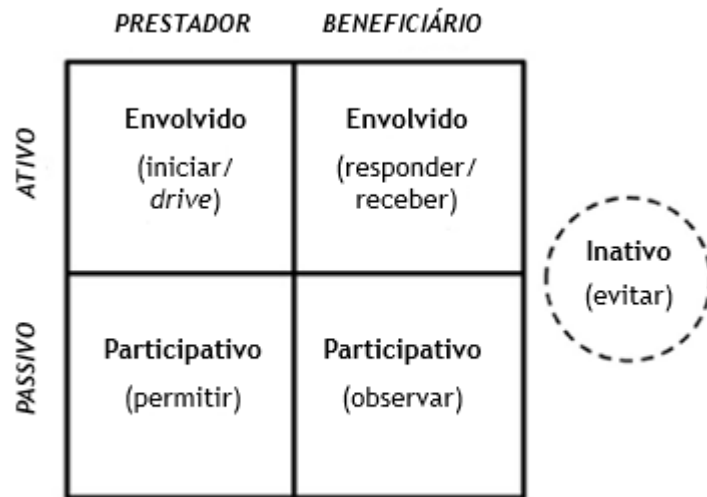 PRESTADOR BENEFICIÁRIO
ATIVO
Envolvido
(iniciar/
drive)
Envolvido
(responder/
receber)
Inativo
(evitar)
PASSIVO
Participativo
(permitir)
Participativo
(observar)